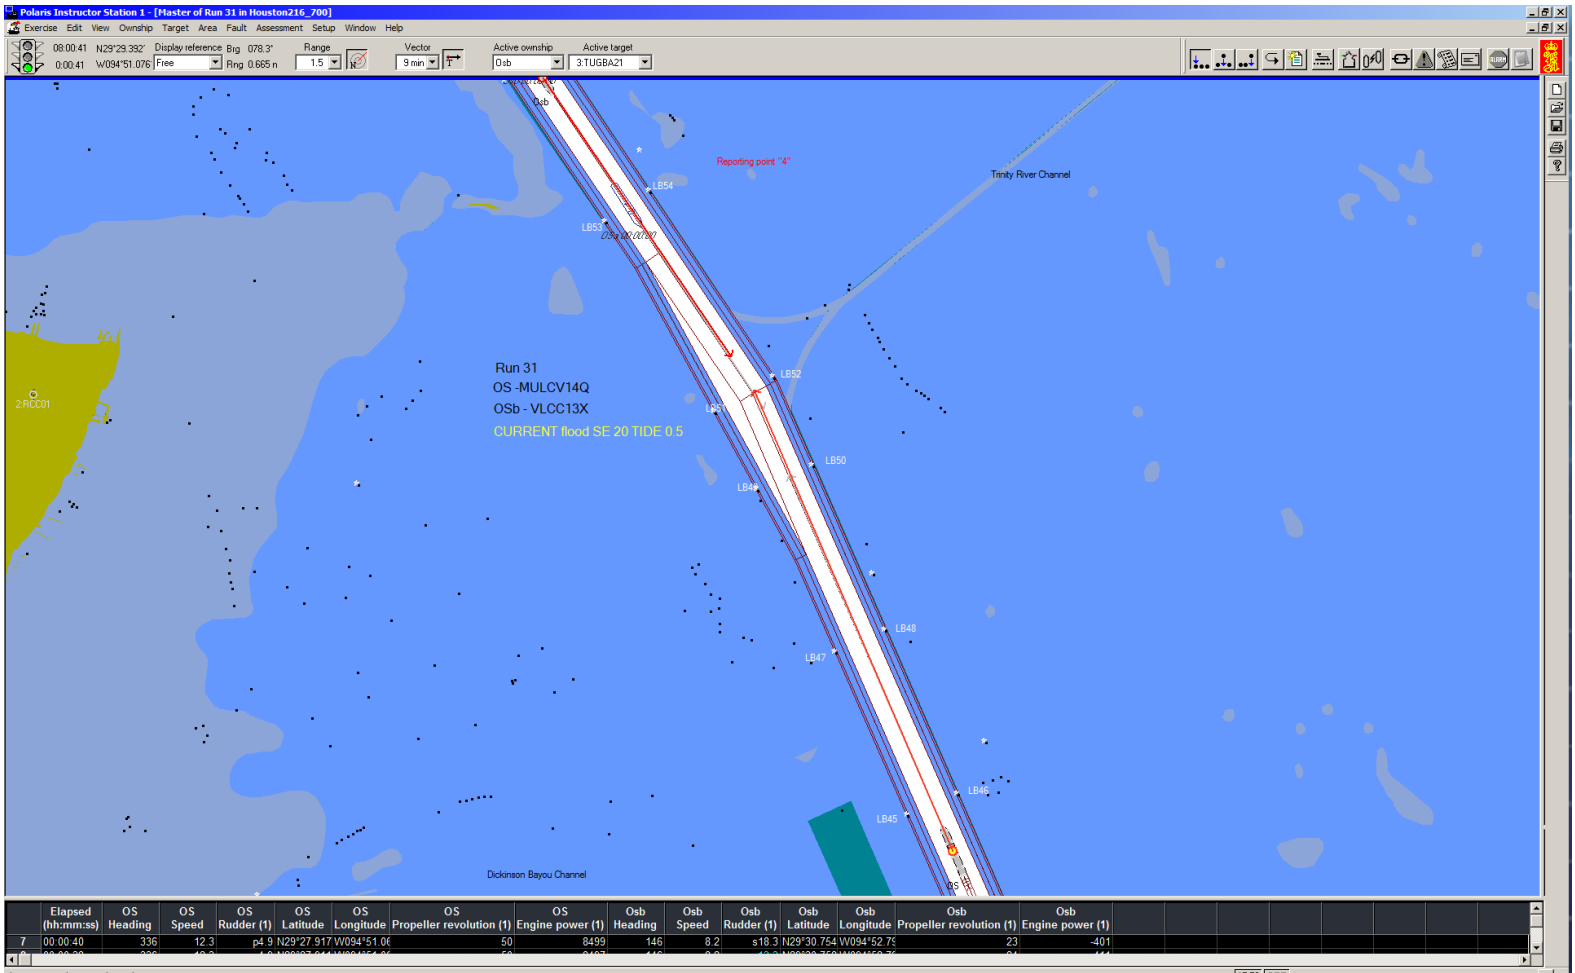 Polaris Instructor Station 1 - [Master of Run 31 in Houston216_700]
Exercise Edit View Ownship Target Area Fault Assessment Setup Window Help
08:00:41 N29°29.392' Display reference Brg 078.3° Range Vector Active ownship Active target
0:00:41 W094°51.076 Free Rng 0.665 n 1.5 9 min Osb 3:TUGBA21
ALARM
Osb
Reporting point "4"
Trinity River Channel
LB54
LB53
LB52
Run 31
OS -MULCV14Q
OSb - VLCC13X
CURRENT flood SE 20 TIDE 0.5
2:RCC01
LB50
LB48
LB47
LB46
LB45
Dickinson Bayou Channel
OS
Elapsed (hh:mm:ss) OS Heading OS Speed OS Rudder (1) OS Latitude OS Longitude OS Propeller revolution (1) OS Engine power (1) Osb Heading Osb Speed Osb Rudder (1) Osb Latitude Osb Longitude Osb Propeller revolution (1) Osb Engine power (1)
7 00:00:40 336 12.3 p4.9 N29°27.917 W094°51.06 50 8499 146 8.2 s18.3 N29°30.754 W094°52.79 23 -401